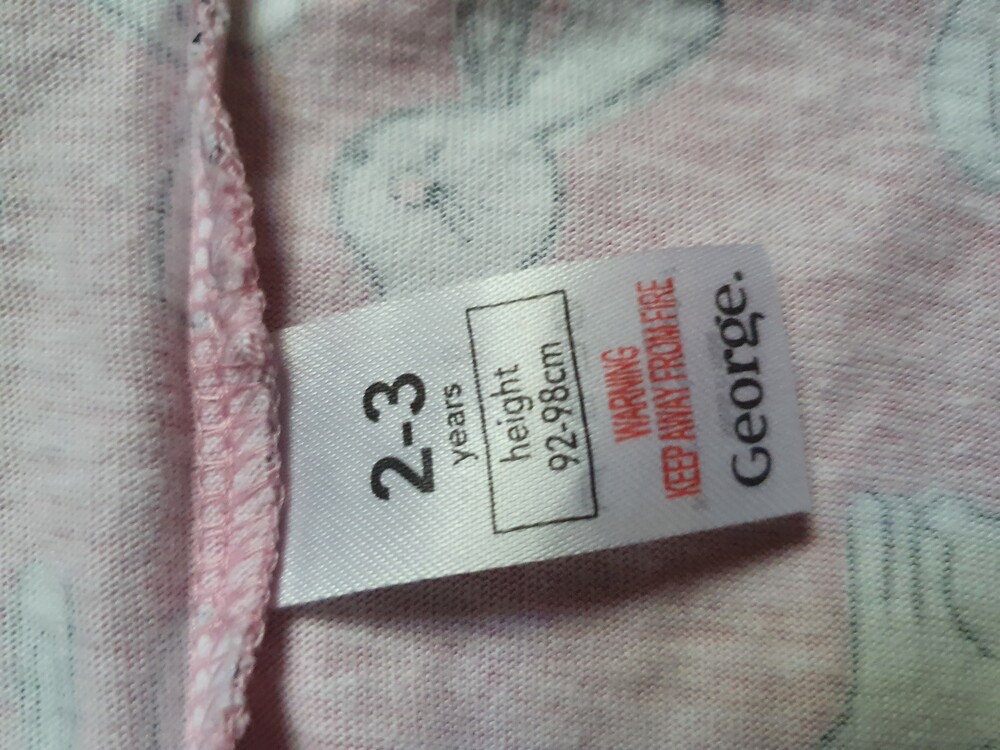 2-3
years
height
92-98cm
WARNING
KEEP AWAY FROM FIRE
George.